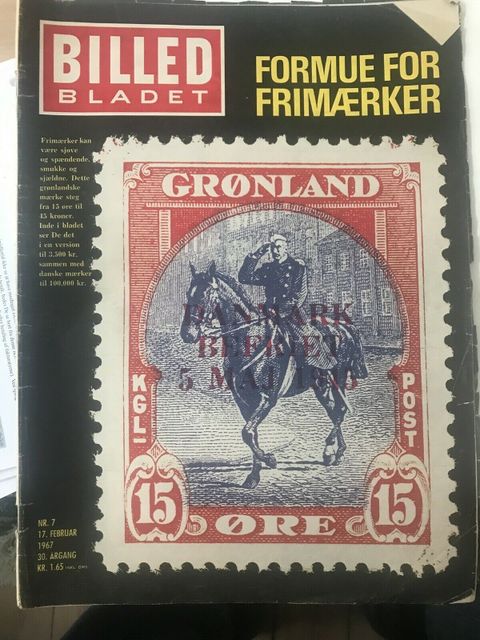 BILLED
BLADET
FORMUE FOR
FRIMÆRKER
Frimærker kan
være sjove
og spændende,
smukke og
sjældne. Dette
grønlandske
mærke steg
fra 15 øre til
45 kroner.
Inde i bladet
ser De det
i en version
til 3.500 kr.
sammen med
danske mærker
til 100.000 kr.
GRØNLAND
DANMARK
BEFRIET
5 MAJ 1945
KGL-
POST
15
ØRE
15
NR. 7
17. FEBRUAR
1967
30. ARGANG
KR. 1.65 INKL. OMS